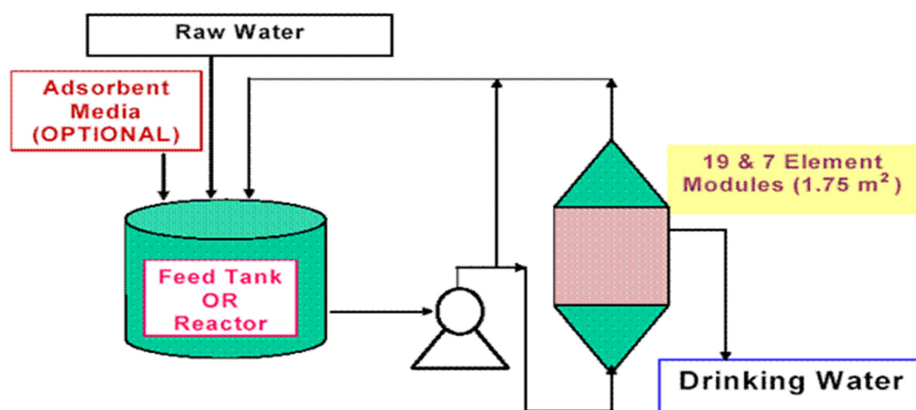 Raw Water
Adsorbent
Media
(OPTIONAL)
19 & 7 Element
Modules (1.75 m²)
Feed Tank
OR
Reactor
Drinking Water